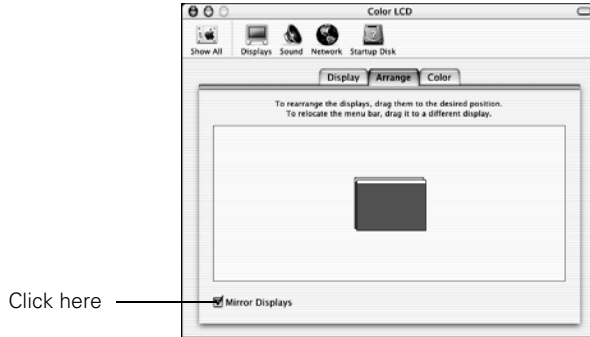 Color LCD
Show All Displays Sound Network Startup Disk
Display Arrange Color
To rearrange the displays, drag them to the desired position.
To relocate the menu bar, drag it to a different display.
Click here
Mirror Displays